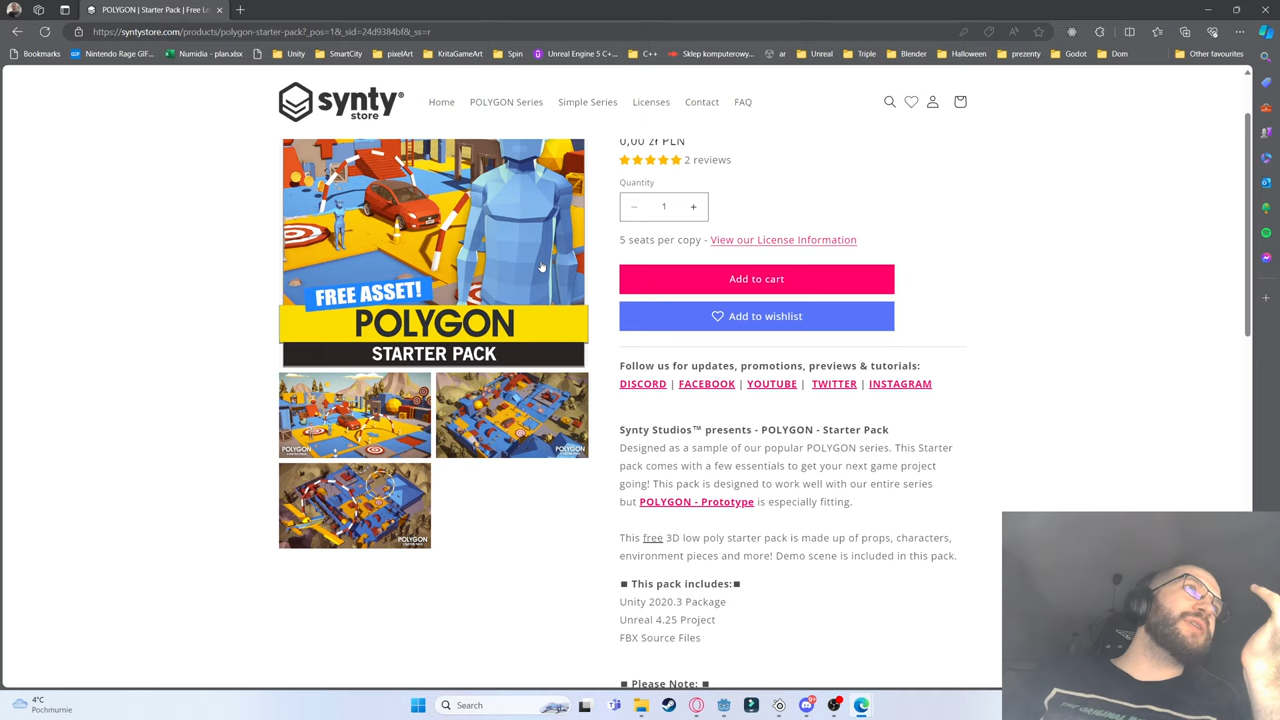 POLYGON | Starter Pack | Free Lo
https://syntystore.com/products/polygon-starter-pack?_pos=1&_sid=24d9384bf&_ss=r
Bookmarks
Nintendo Rage GIF...
Numidia - plan.xlsx
VR
Unity
SmartCity
pixelArt
KritaGameArt
Spin
Unreal Engine 5 C+...
C++
Sklep komputerowy...
ar
Unreal
Triple
Blender
Halloween
prezenty
Godot
Dom
Other favourites
synty
store
Home
POLYGON Series
Simple Series
Licenses
Contact
FAQ
0,00 zł PLN
2 reviews
Quantity
− 1 +
5 seats per copy - View our License Information
Add to cart
Add to wishlist
FREE ASSET!
POLYGON
STARTER PACK
Follow us for updates, promotions, previews & tutorials:
DISCORD | FACEBOOK | YOUTUBE | TWITTER | INSTAGRAM
Synty Studios™ presents - POLYGON - Starter Pack
Designed as a sample of our popular POLYGON series. This Starter
pack comes with a few essentials to get your next game project
going! This pack is designed to work well with our entire series
but POLYGON - Prototype is especially fitting.
This free 3D low poly starter pack is made up of props, characters,
environment pieces and more! Demo scene is included in this pack.
■ This pack includes:■
Unity 2020.3 Package
Unreal 4.25 Project
FBX Source Files
■ Please Note: ■
POLYGON
POLYGON
POLYGON
4°C
Pochmurnie
Search
THE ORIGINAL